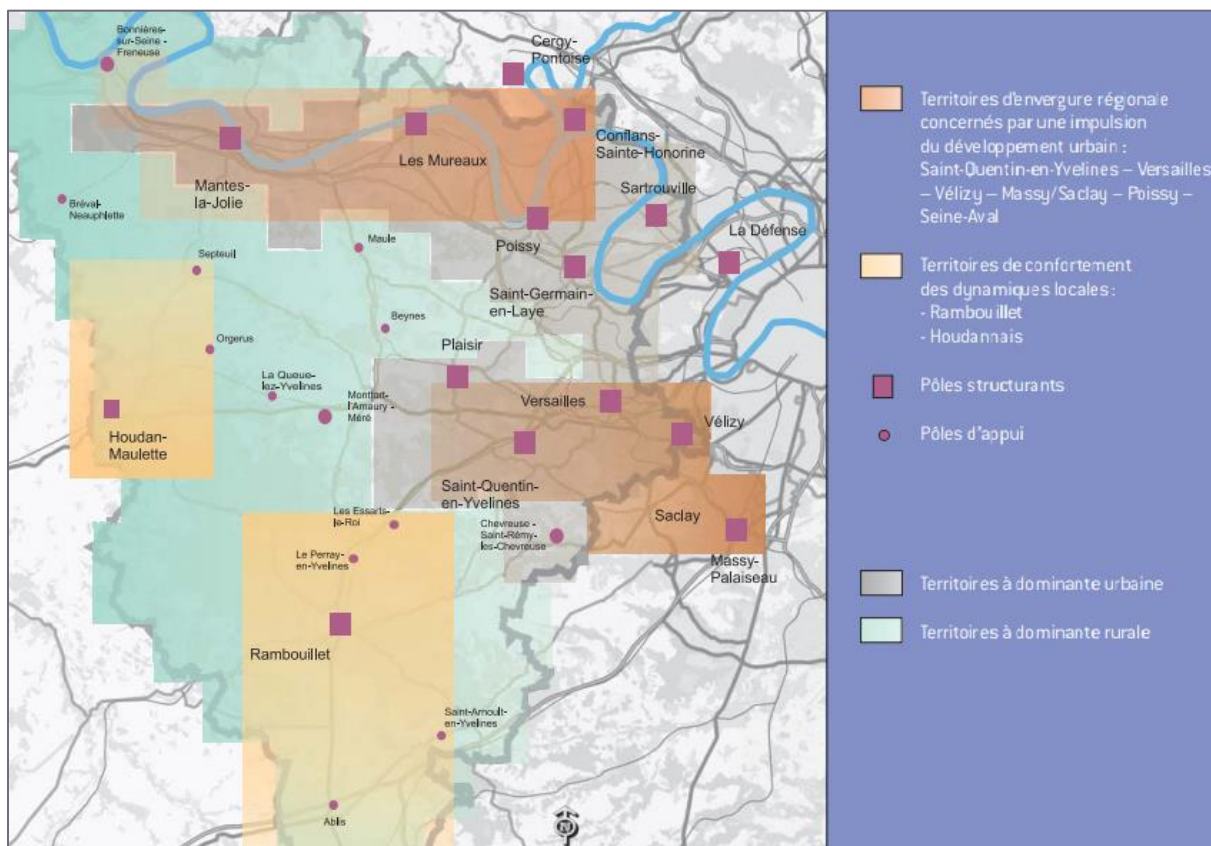 Bonnières-
sur-Seine -
Freneuse
Cergy-
Pontoise
Conflans-
Sainte-Honorine
Les Mureaux
Mantes-
la-Jolie
Sartrouville
Bréval-
Neauphlette
La Défense
Poissy
Maule
Septeuil
Saint-Germain-
en-Laye
Beynes
Orgerus
Plaisir
La Queue-
lez-Yvelines
Montfort-
l'Amaury -
Méré
Versailles
Vélizy
Houdan-
Maulette
Saint-Quentin-
en-Yvelines
Les Essarts-
le-Roi
Chevreuse -
Saint-Rémy-
lès-Chevreuse
Saclay
Le Perray-
en-Yvelines
Massy-
Palaiseau
Rambouillet
Saint-Arnoult-
en-Yvelines
Ablis
N
Territoires d'envergure régionale
concernés par une impulsion
du développement urbain :
Saint-Quentin-en-Yvelines – Versailles
– Vélizy – Massy/Saclay – Poissy –
Seine-Aval
Territoires de confortement
des dynamiques locales :
- Rambouillet
- Houdannais
Pôles structurants
Pôles d'appui
Territoires à dominante urbaine
Territoires à dominante rurale